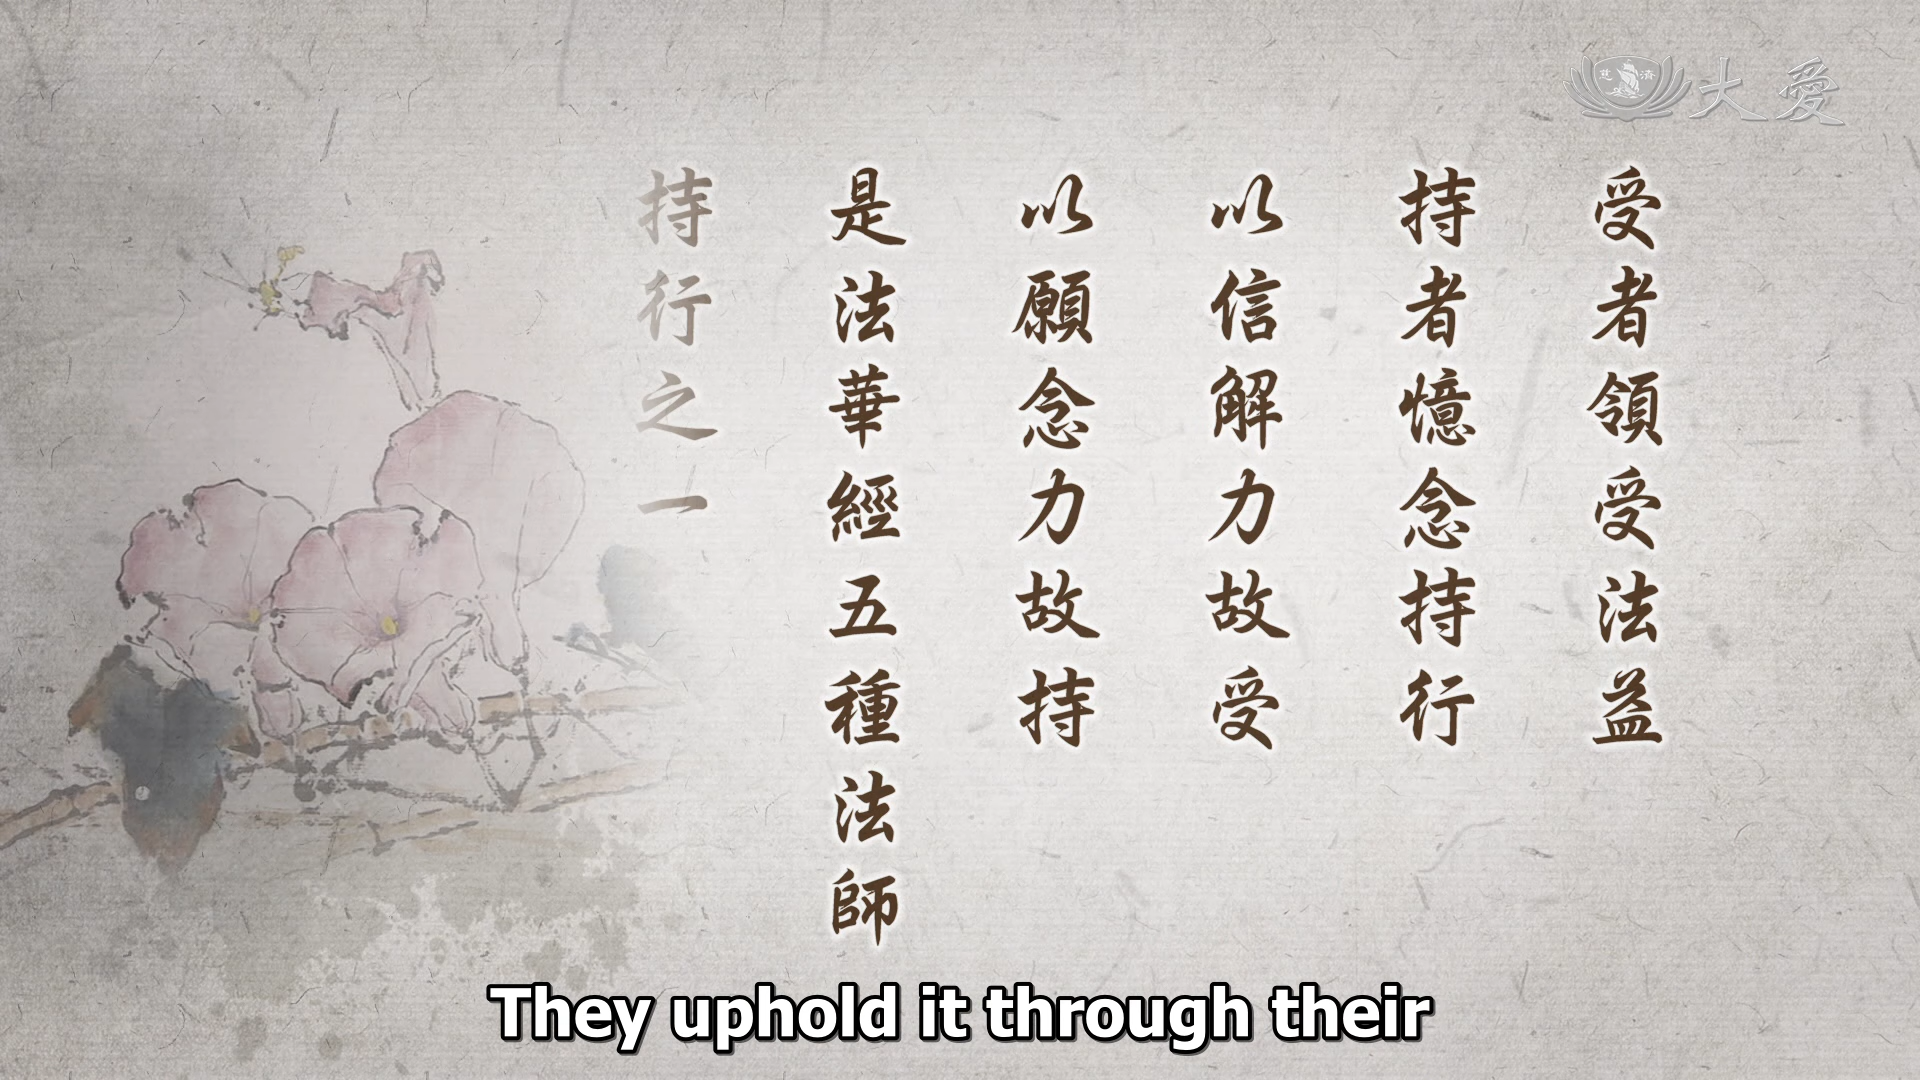 慈濟
大愛
受者領受法益
持者憶念持行
以信解力故受
以願念力故持
是法華經五種法師
持行之一
They uphold it through their